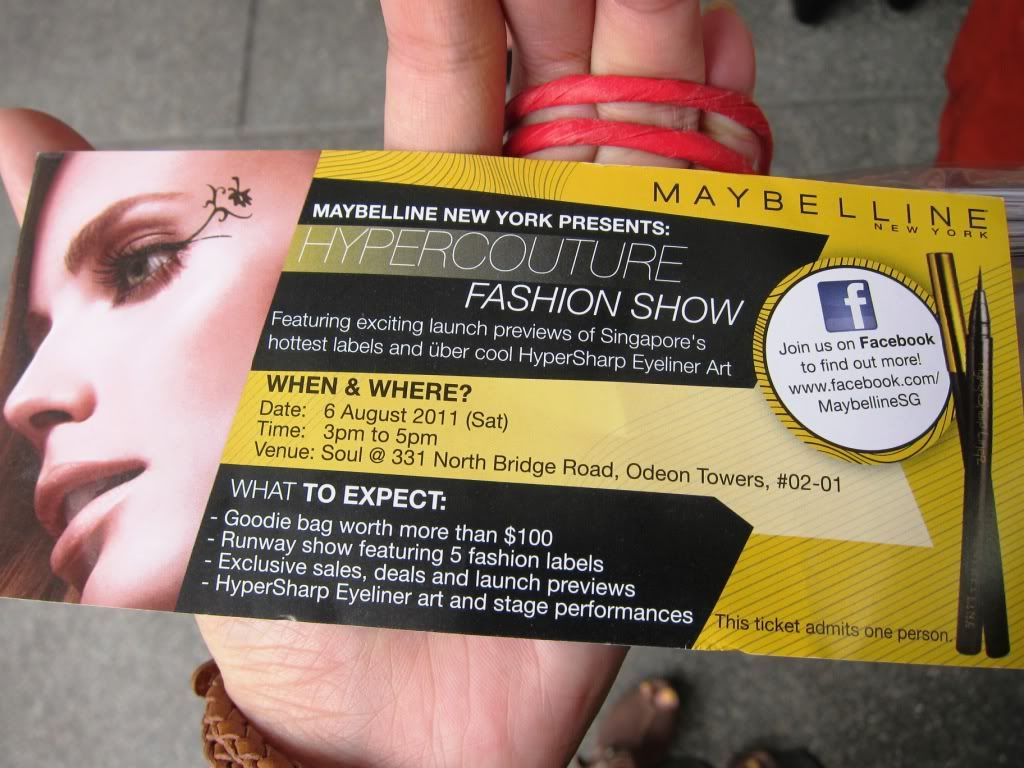 MAYBELLINE
NEW YORK
MAYBELLINE NEW YORK PRESENTS:
HYPERCOUTURE
FASHION SHOW
Featuring exciting launch previews of Singapore's
hottest labels and über cool HyperSharp Eyeliner Art
f
Join us on Facebook
to find out more!
www.facebook.com/
MaybellineSG
WHEN & WHERE?
Date: 6 August 2011 (Sat)
Time: 3pm to 5pm
Venue: Soul @ 331 North Bridge Road, Odeon Towers, #02-01
WHAT TO EXPECT:
- Goodie bag worth more than $100
- Runway show featuring 5 fashion labels
- Exclusive sales, deals and launch previews
- HyperSharp Eyeliner art and stage performances
This ticket admits one person.